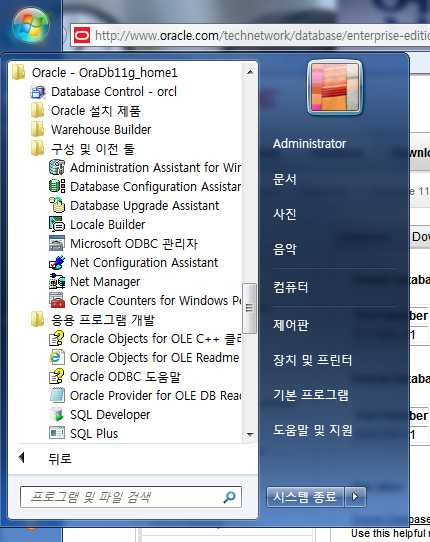 http://www.oracle.com/technetwork/database/enterprise-editio
Oracle - OraDb11g_home1
Database Control - orcl
Oracle 설치 제품
Warehouse Builder
구성 및 이전 툴
Administration Assistant for Win
Database Configuration Assistan
Database Upgrade Assistant
Locale Builder
Microsoft ODBC 관리자
Net Configuration Assistant
Net Manager
Oracle Counters for Windows Pe
응용 프로그램 개발
Oracle Objects for OLE C++ 클리
Oracle Objects for OLE Readme
Oracle ODBC 도움말
Oracle Provider for OLE DB Read
SQL Developer
SQL Plus
뒤로
프로그램 및 파일 검색
Administrator
문서
사진
음악
컴퓨터
제어판
장치 및 프린터
기본 프로그램
도움말 및 지원
시스템 종료
Use this helpful r